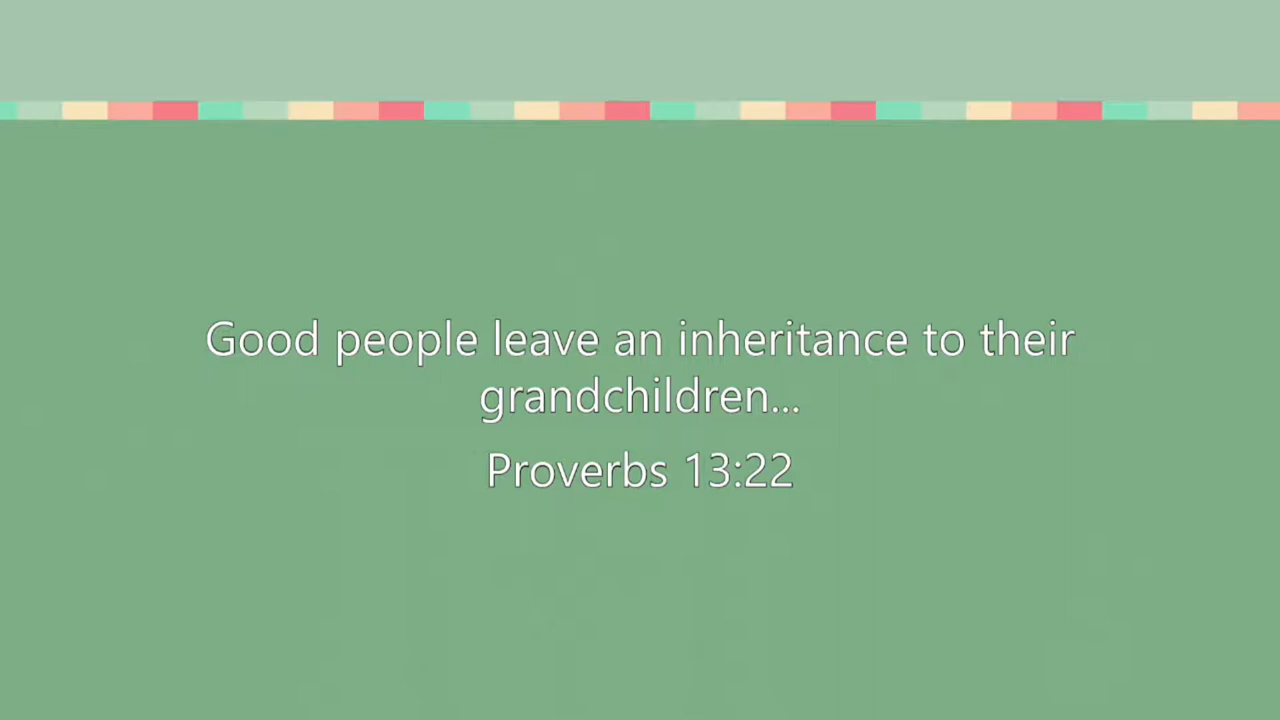 Good people leave an inheritance to their
grandchildren...
Proverbs 13:22